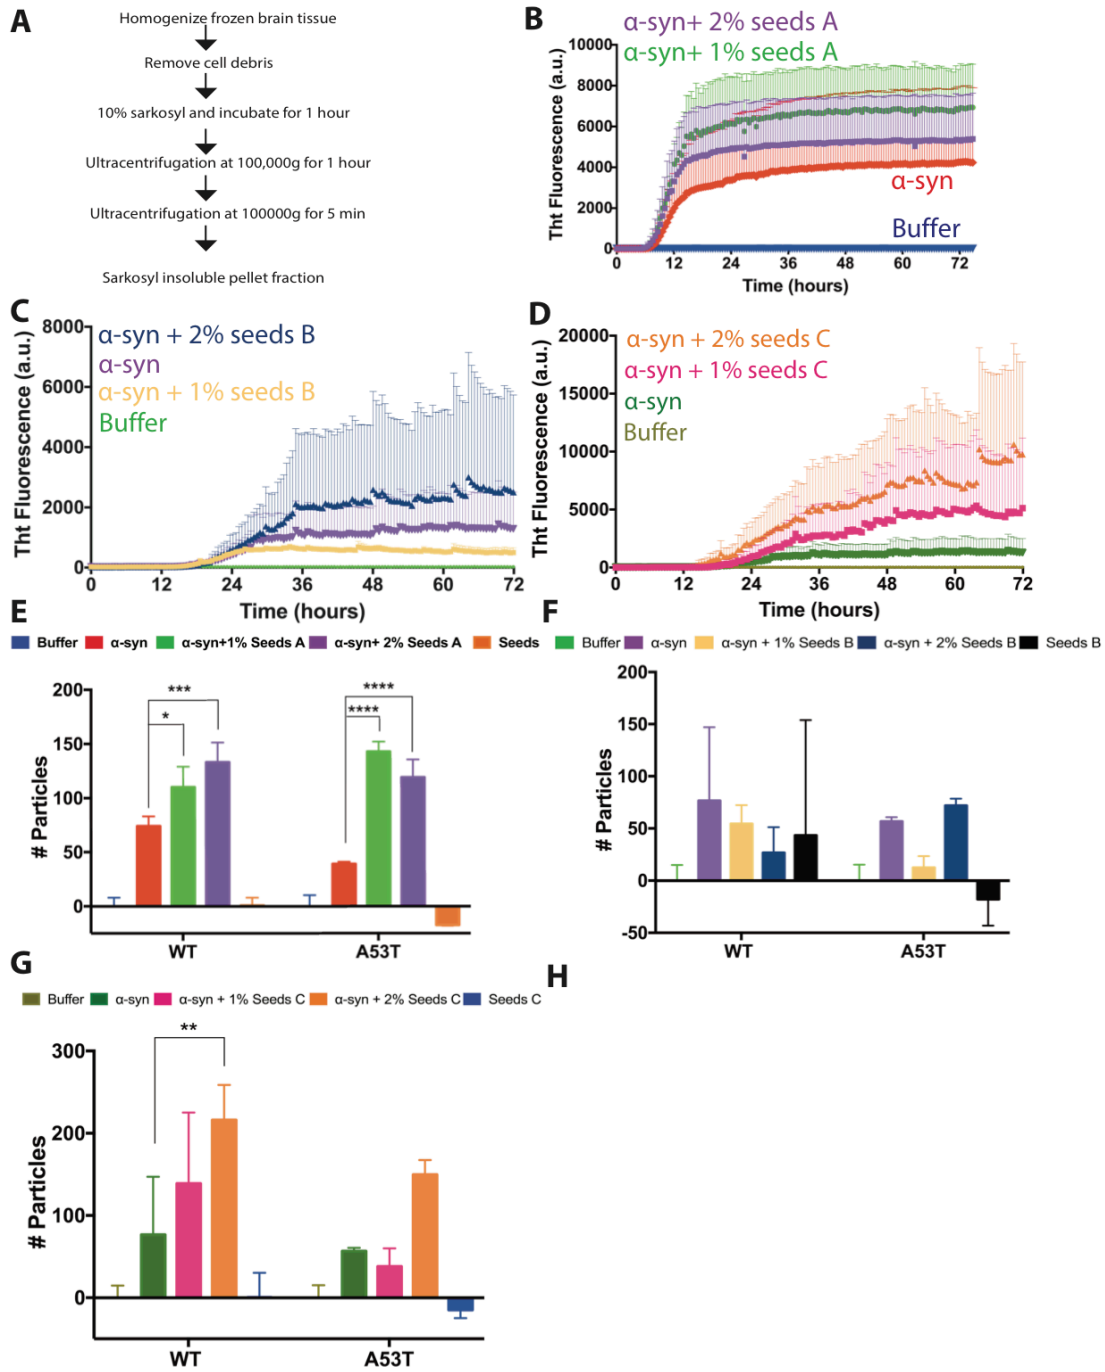 A
Homogenize frozen brain tissue
Remove cell debris
10% sarkosyl and incubate for 1 hour
Ultracentrifugation at 100,000g for 1 hour
Ultracentrifugation at 100000g for 5 min
Sarkosyl insoluble pellet fraction
B
α-syn+ 2% seeds A
α-syn+ 1% seeds A
α-syn
Buffer
Tht Fluorescence (a.u.)
10000
8000
6000
4000
2000
0
0 12 24 36 48 60 72
Time (hours)
C
α-syn + 2% seeds B
α-syn
α-syn + 1% seeds B
Buffer
Tht Fluorescence (a.u.)
8000
6000
4000
2000
0
0 12 24 36 48 60 72
Time (hours)
D
α-syn + 2% seeds C
α-syn + 1% seeds C
α-syn
Buffer
Tht Fluorescence (a.u.)
20000
15000
10000
5000
0
0 12 24 36 48 60 72
Time (hours)
E
Buffer α-syn α-syn+1% Seeds A α-syn+ 2% Seeds A Seeds
# Particles
200
150
100
50
0
* *** **** ****
WT A53T
F
Buffer α-syn α-syn + 1% Seeds B α-syn + 2% Seeds B Seeds B
# Particles
200
150
100
50
0
-50
WT A53T
G
Buffer α-syn α-syn + 1% Seeds C α-syn + 2% Seeds C Seeds C
# Particles
300
200
100
0
**
WT A53T
H